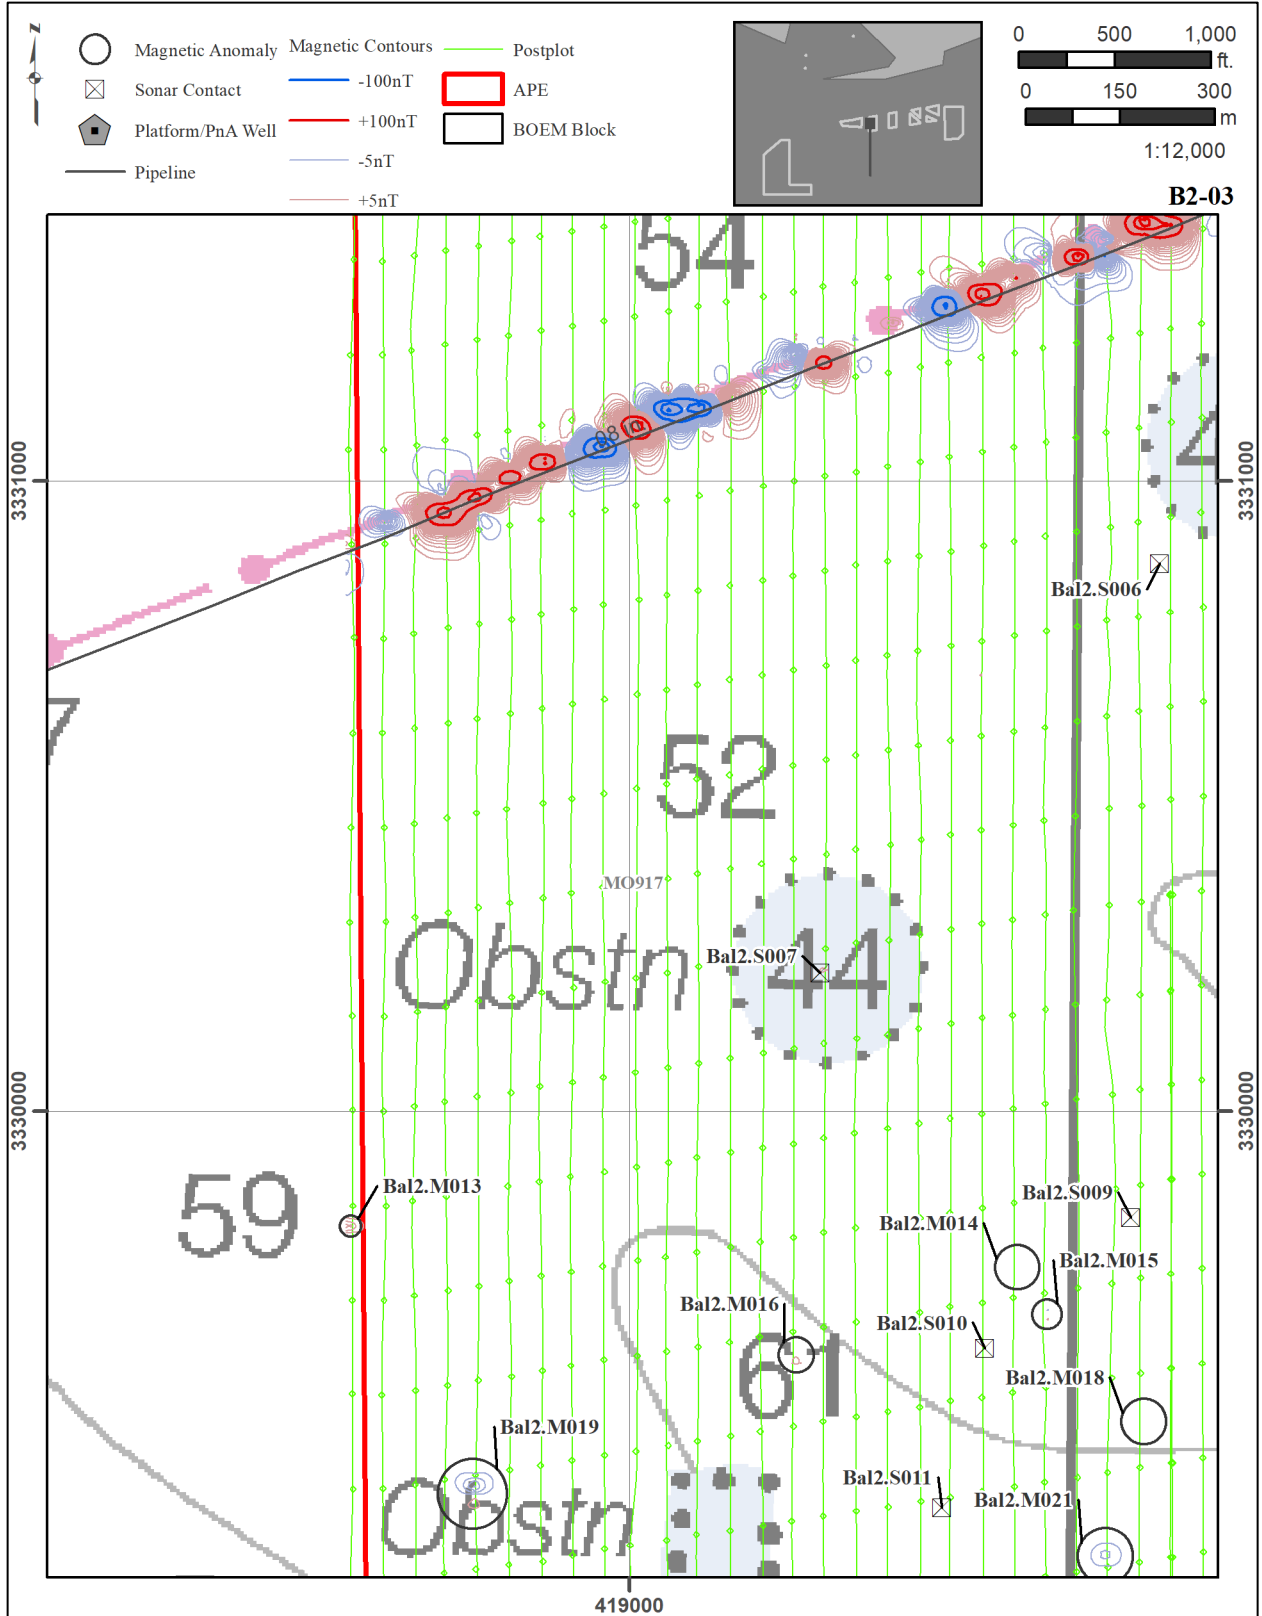 Z
Magnetic Anomaly
Sonar Contact
Platform/PnA Well
Pipeline
Magnetic Contours
-100nT
+100nT
-5nT
+5nT
Postplot
APE
BOEM Block
0 500 1,000
ft.
0 150 300
m
1:12,000
B2-03
54
08
3331000
3331000
4
Bal2.S006
7
52
MO917
Obstn
Bal2.S007
44
3330000
3330000
59
Bal2.M013
Bal2.S009
Bal2.M014
Bal2.M015
Bal2.M016
Bal2.S010
61
Bal2.M018
Bal2.M019
Bal2.S011
Bal2.M021
Obstn
419000